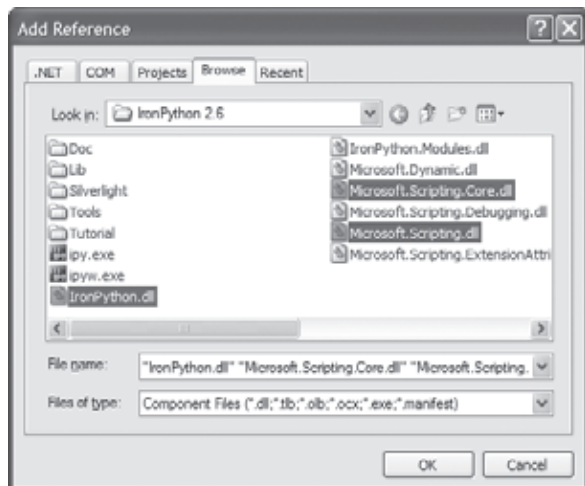 Add Reference
.NET COM Projects Browse Recent
Look in: IronPython 2.6
Doc
Lib
Silverlight
Tools
Tutorial
ipy.exe
ipyw.exe
IronPython.dll
IronPython.Modules.dll
Microsoft.Dynamic.dll
Microsoft.Scripting.Core.dll
Microsoft.Scripting.Debugging.dll
Microsoft.Scripting.dll
Microsoft.Scripting.ExtensionAttri
File name: "IronPython.dll" "Microsoft.Scripting.Core.dll" "Microsoft.Scripting.
Files of type: Component Files (*.dll;*.tlb;*.olb;*.ocx;*.exe;*.manifest)
OK Cancel